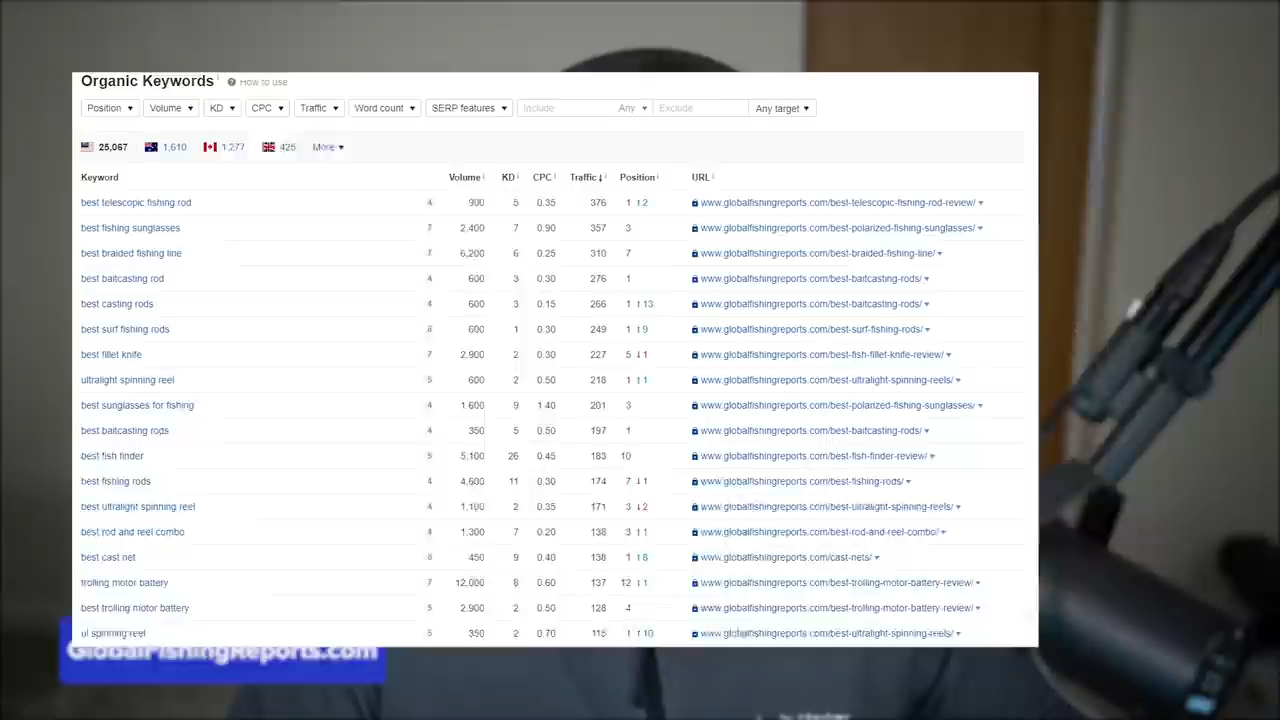 Organic Keywords How to use
Position Volume KD CPC Traffic Word count SERP features Include Any Exclude Any target
25,067 1,610 1,277 425 More
Keyword Volume KD CPC Traffic Position URL
best telescopic fishing rod 4 900 5 0.35 376 1 ↑2 www.globalfishingreports.com/best-telescopic-fishing-rod-review/
best fishing sunglasses 7 2,400 7 0.90 357 3 www.globalfishingreports.com/best-polarized-fishing-sunglasses/
best braided fishing line 7 6,200 6 0.25 310 7 www.globalfishingreports.com/best-braided-fishing-line/
best baitcasting rod 4 600 3 0.30 276 1 www.globalfishingreports.com/best-baitcasting-rods/
best casting rods 4 600 3 0.15 266 1 ↑13 www.globalfishingreports.com/best-baitcasting-rods/
best surf fishing rods 600 1 0.30 249 1 ↑9 www.globalfishingreports.com/best-surf-fishing-rods/
best fillet knife 7 2,900 2 0.30 227 5 ↓1 www.globalfishingreports.com/best-fish-fillet-knife-review/
ultralight spinning reel 5 600 2 0.50 218 1 ↑1 www.globalfishingreports.com/best-ultralight-spinning-reels/
best sunglasses for fishing 4 1,600 9 1.40 201 3 www.globalfishingreports.com/best-polarized-fishing-sunglasses/
best baitcasting rods 4 350 5 0.50 197 1 www.globalfishingreports.com/best-baitcasting-rods/
best fish finder 5,100 26 0.45 183 10 www.globalfishingreports.com/best-fish-finder-review/
best fishing rods 4 4,600 11 0.30 174 7 ↓1 www.globalfishingreports.com/best-fishing-rods/
best ultralight spinning reel 4 1,100 2 0.35 171 3 ↓2 www.globalfishingreports.com/best-ultralight-spinning-reels/
best rod and reel combo 1,300 7 0.20 138 3 ↑1 www.globalfishingreports.com/best-rod-and-reel-combo/
best cast net 450 9 0.40 138 1 ↑8 www.globalfishingreports.com/cast-nets/
trolling motor battery 7 12,000 8 0.60 137 12 ↑1 www.globalfishingreports.com/best-trolling-motor-battery-review/
best trolling motor battery 5 2,900 2 0.50 128 4 www.globalfishingreports.com/best-trolling-motor-battery-review/
ul spinning reel 5 350 2 0.70 115 1 ↑10 www.globalfishingreports.com/best-ultralight-spinning-reels/
GlobalFishingReports.com